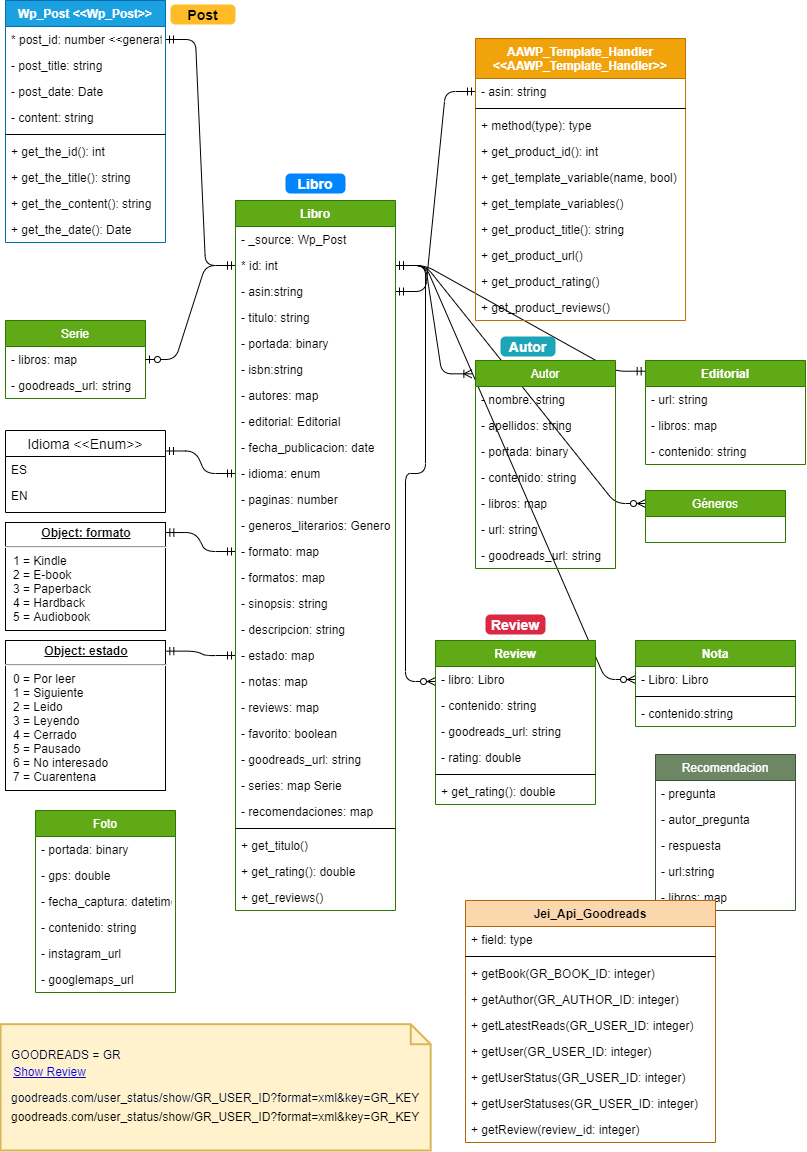 Wp_Post <<Wp_Post>>
* post_id: number <<generat
- post_title: string
- post_date: Date
- content: string
+ get_the_id(): int
+ get_the_title(): string
+ get_the_content(): string
+ get_the_date(): Date
Post
AAWP_Template_Handler
<<AAWP_Template_Handler>>
- asin: string
+ method(type): type
+ get_product_id(): int
+ get_template_variable(name, bool)
+ get_template_variables()
+ get_product_title(): string
+ get_product_url()
+ get_product_rating()
+ get_product_reviews()
Libro
Libro
- _source: Wp_Post
* id: int
- asin:string
- titulo: string
- portada: binary
- isbn:string
- autores: map
- editorial: Editorial
- fecha_publicacion: date
- idioma: enum
- paginas: number
- generos_literarios: Genero
- formato: map
- formatos: map
- sinopsis: string
- descripcion: string
- estado: map
- notas: map
- reviews: map
- favorito: boolean
- goodreads_url: string
- series: map Serie
- recomendaciones: map
+ get_titulo()
+ get_rating(): double
+ get_reviews()
Serie
- libros: map
- goodreads_url: string
Idioma <<Enum>>
ES
EN
Object: formato
1 = Kindle
2 = E-book
3 = Paperback
4 = Hardback
5 = Audiobook
Object: estado
0 = Por leer
1 = Siguiente
2 = Leido
3 = Leyendo
4 = Cerrado
5 = Pausado
6 = No interesado
7 = Cuarentena
Foto
- portada: binary
- gps: double
- fecha_captura: datetim
- contenido: string
- instagram_url
- googlemaps_url
Autor
Autor
- nombre: string
- apellidos: string
- portada: binary
- contenido: string
- libros: map
- url: string
- goodreads_url: string
Editorial
- url: string
- libros: map
- contenido: string
Géneros
Review
Review
- libro: Libro
- contenido: string
- goodreads_url: string
- rating: double
+ get_rating(): double
Nota
- Libro: Libro
- contenido:string
Recomendacion
- pregunta
- autor_pregunta
- respuesta
- url:string
- libros: map
Jei_Api_Goodreads
+ field: type
+ getBook(GR_BOOK_ID: integer)
+ getAuthor(GR_AUTHOR_ID: integer)
+ getLatestReads(GR_USER_ID: integer)
+ getUser(GR_USER_ID: integer)
+ getUserStatus(GR_USER_ID: integer)
+ getUserStatuses(GR_USER_ID: integer)
+ getReview(review_id: integer)
GOODREADS = GR
Show Review
goodreads.com/user_status/show/GR_USER_ID?format=xml&key=GR_KEY
goodreads.com/user_status/show/GR_USER_ID?format=xml&key=GR_KEY